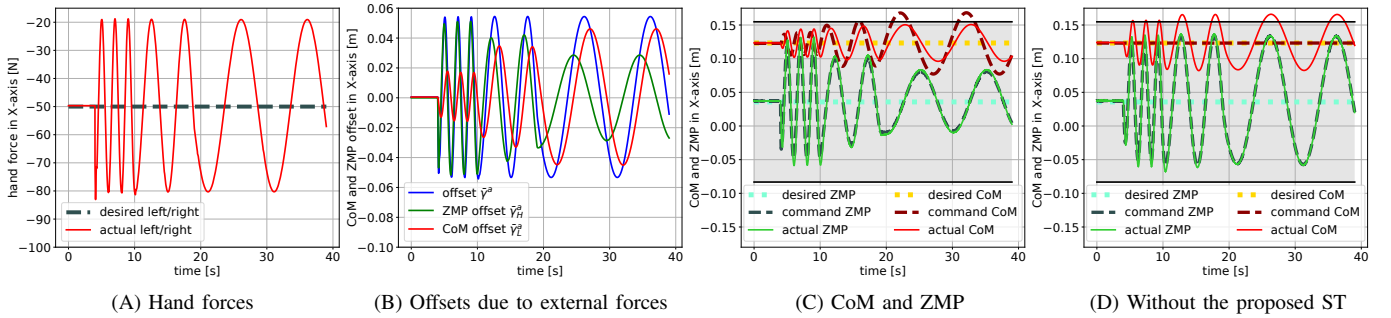 hand force in X-axis [N]
−10
−20
−30
−40
−50
−60
−70
−80
−90
−100
desired left/right
actual left/right
0
10
20
30
40
time [s]
(A) Hand forces
CoM and ZMP offset in X-axis [m]
0.06
0.04
0.02
0.00
−0.02
−0.04
−0.06
−0.08
−0.10
offset γ̄ᵃ
ZMP offset γ̄ᵃ_H
CoM offset γ̄ᵃ_L
0
10
20
30
40
time [s]
(B) Offsets due to external forces
CoM and ZMP in X-axis [m]
0.15
0.10
0.05
0.00
−0.05
−0.10
−0.15
desired ZMP
command ZMP
actual ZMP
desired CoM
command CoM
actual CoM
0
10
20
30
40
time [s]
(C) CoM and ZMP
CoM and ZMP in X-axis [m]
0.15
0.10
0.05
0.00
−0.05
−0.10
−0.15
desired ZMP
command ZMP
actual ZMP
desired CoM
command CoM
actual CoM
0
10
20
30
40
time [s]
(D) Without the proposed ST